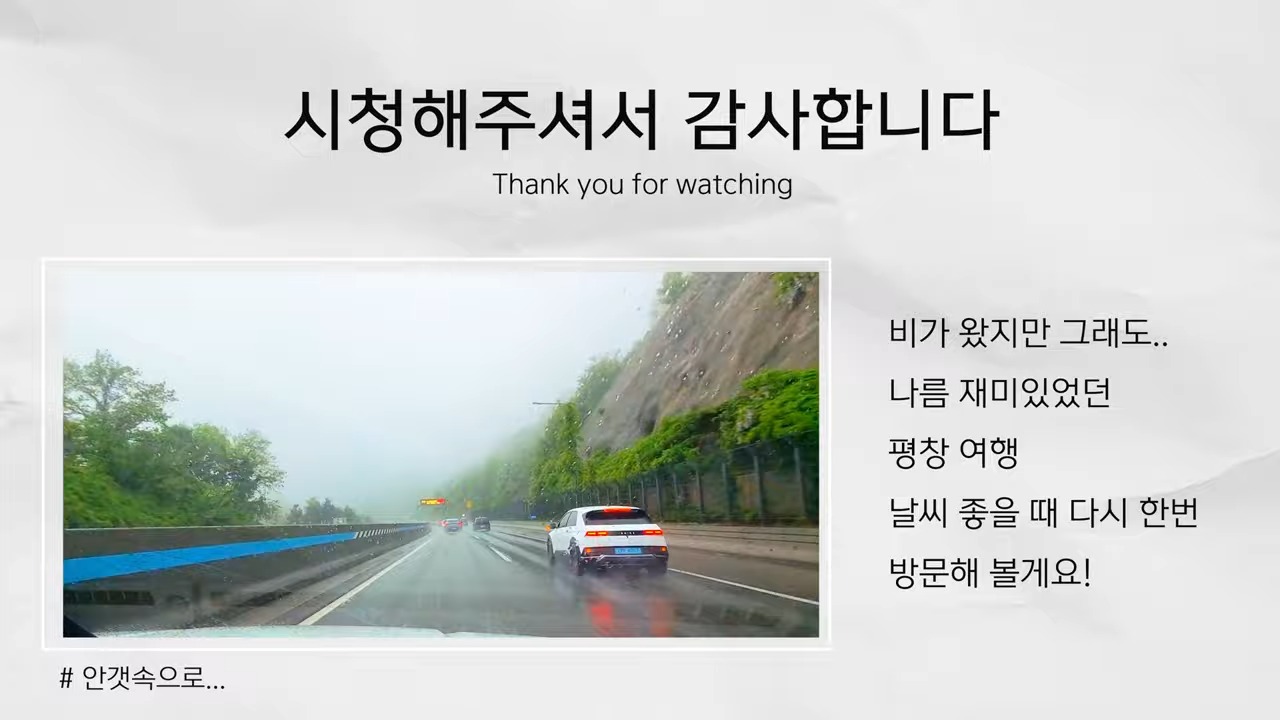 시청해주셔서 감사합니다
Thank you for watching
비가 왔지만 그래도..
나름 재미있었던
평창 여행
날씨 좋을 때 다시 한번
방문해 볼게요!
# 안갯속으로...